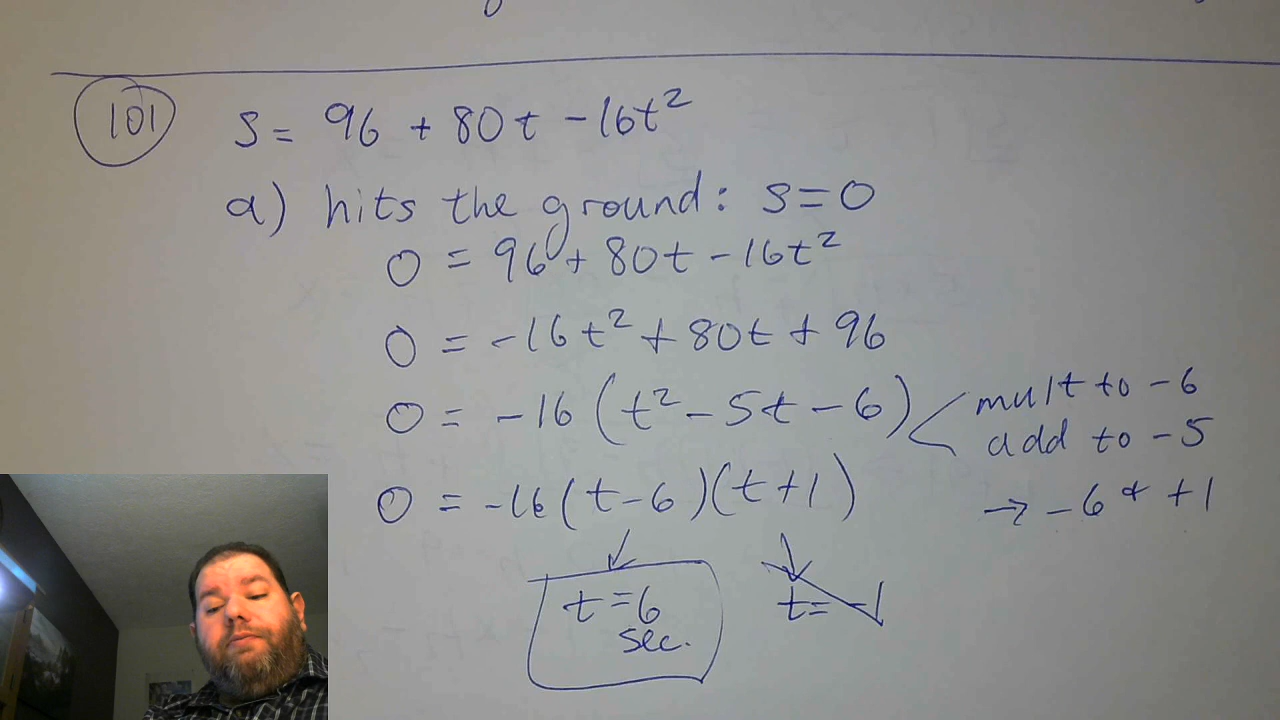 101
S = 96 + 80t - 16t²
a) hits the ground: S = 0
0 = 96 + 80t - 16t²
0 = -16t² + 80t + 96
0 = -16(t² - 5t - 6)
mult to -6
add to -5
0 = -16(t-6)(t+1)
→ -6 & +1
t = 6
sec.
t = -1